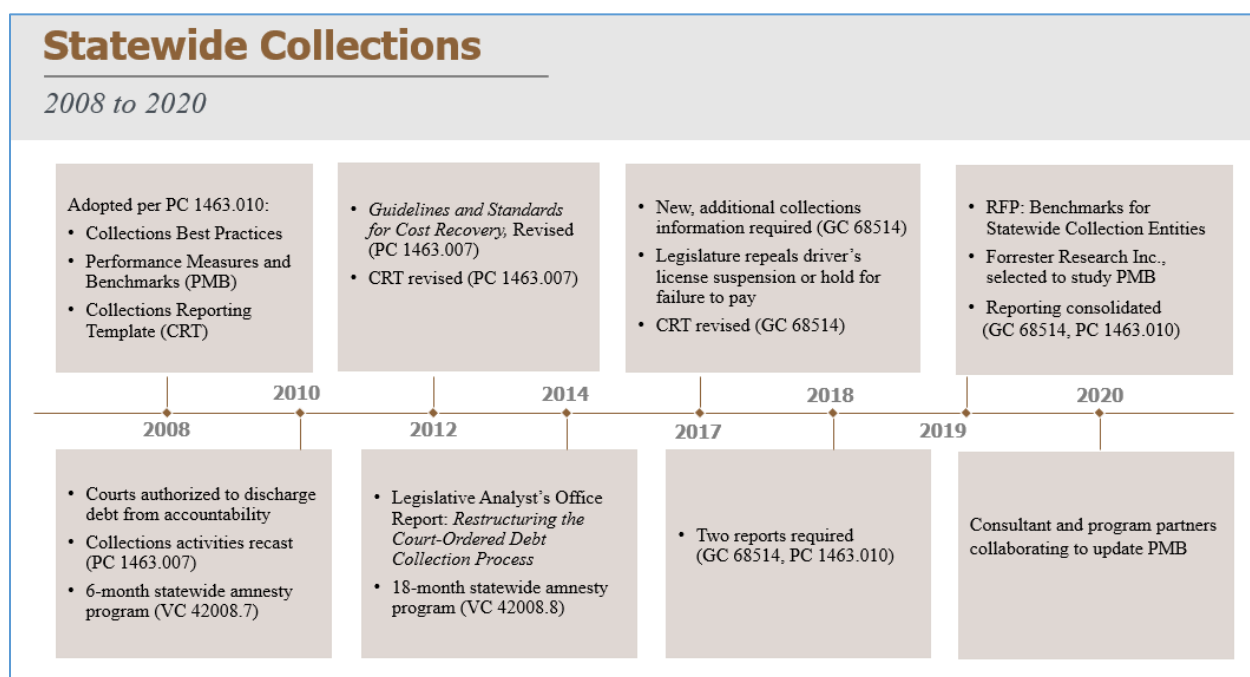 Statewide Collections
2008 to 2020
Adopted per PC 1463.010:
• Collections Best Practices
• Performance Measures and
Benchmarks (PMB)
• Collections Reporting
Template (CRT)
• Guidelines and Standards
for Cost Recovery, Revised
(PC 1463.007)
• CRT revised (PC 1463.007)
• New, additional collections
information required (GC 68514)
• Legislature repeals driver’s
license suspension or hold for
failure to pay
• CRT revised (GC 68514)
• RFP: Benchmarks for
Statewide Collection Entities
• Forrester Research Inc.,
selected to study PMB
• Reporting consolidated
(GC 68514, PC 1463.010)
2010
2014
2018
2020
2008
2012
2017
2019
• Courts authorized to discharge
debt from accountability
• Collections activities recast
(PC 1463.007)
• 6-month statewide amnesty
program (VC 42008.7)
• Legislative Analyst’s Office
Report: Restructuring the
Court-Ordered Debt
Collection Process
• 18-month statewide amnesty
program (VC 42008.8)
• Two reports required
(GC 68514, PC 1463.010)
Consultant and program partners
collaborating to update PMB